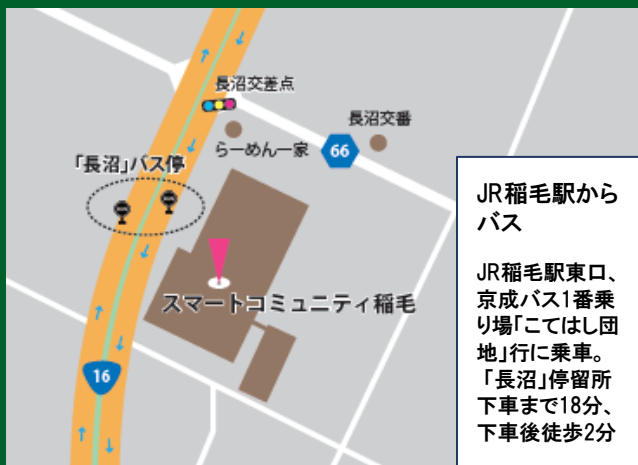 長沼交差点
長沼交番
らーめん一家
66
「長沼」バス停
スマートコミュニティ稲毛
16
JR稲毛駅から
バス
JR稲毛駅東口、
京成バス1番乗
り場「こてはし団
地」行に乗車。
「長沼」停留所
下車まで18分、
下車後徒歩2分